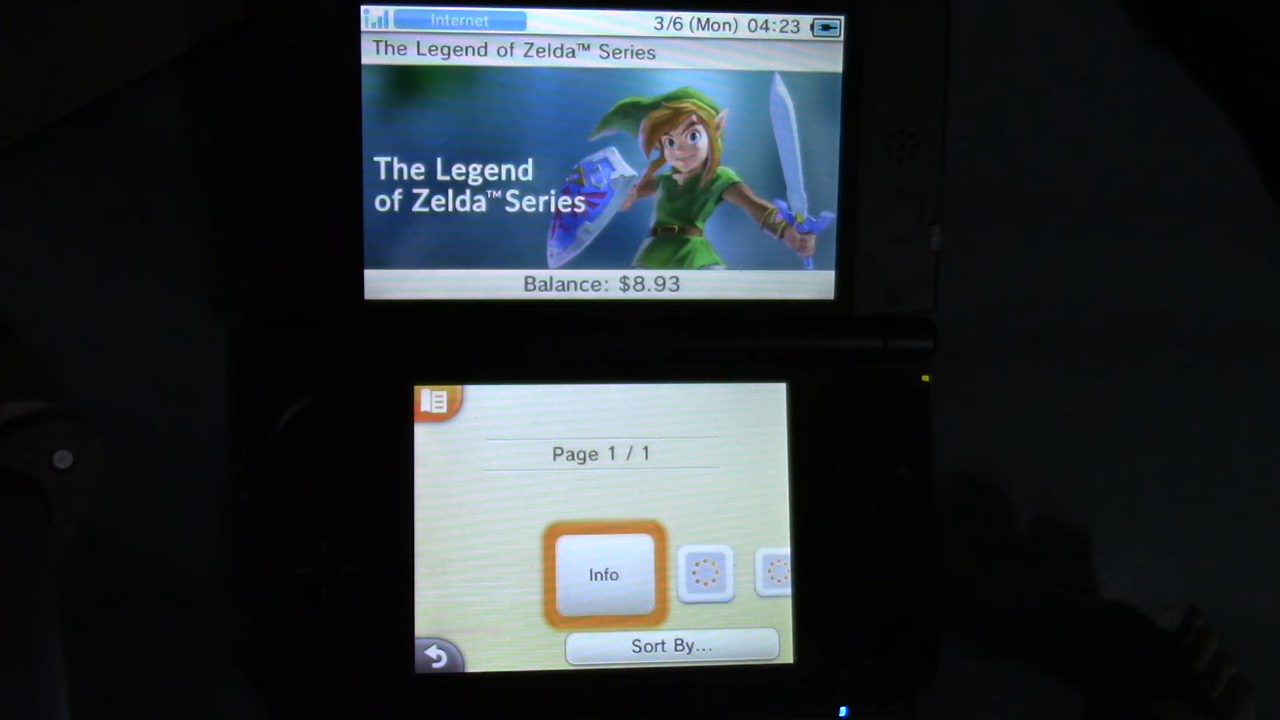 Internet
3/6 (Mon) 04:23
The Legend of Zelda™ Series
The Legend
of Zelda™ Series
Balance: $8.93
Page 1 / 1
Info
Sort By...